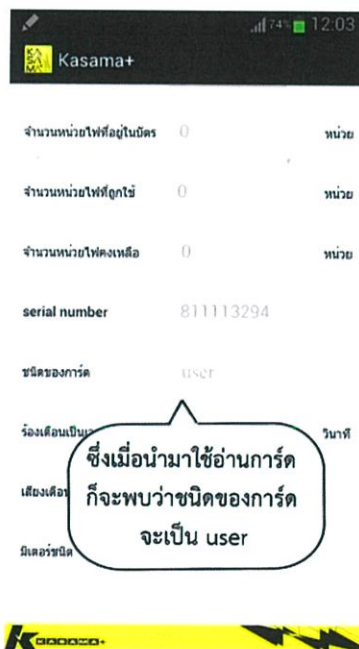 74% 12:03
Kasama+
จำนวนหน่วยไฟที่อยู่ในบัตร 0 หน่วย
จำนวนหน่วยไฟที่ถูกใช้ 0 หน่วย
จำนวนหน่วยไฟคงเหลือ 0 หน่วย
serial number 811113294
ชนิดของการ์ด user
ร้องเตือนเป็น วินาที
ซึ่งเมื่อนำมาใช้อ่านการ์ด
เสียงเตือน
ก็จะพบว่าชนิดของการ์ด
จะเป็น user
มิเตอร์ชนิด
KASAMA+